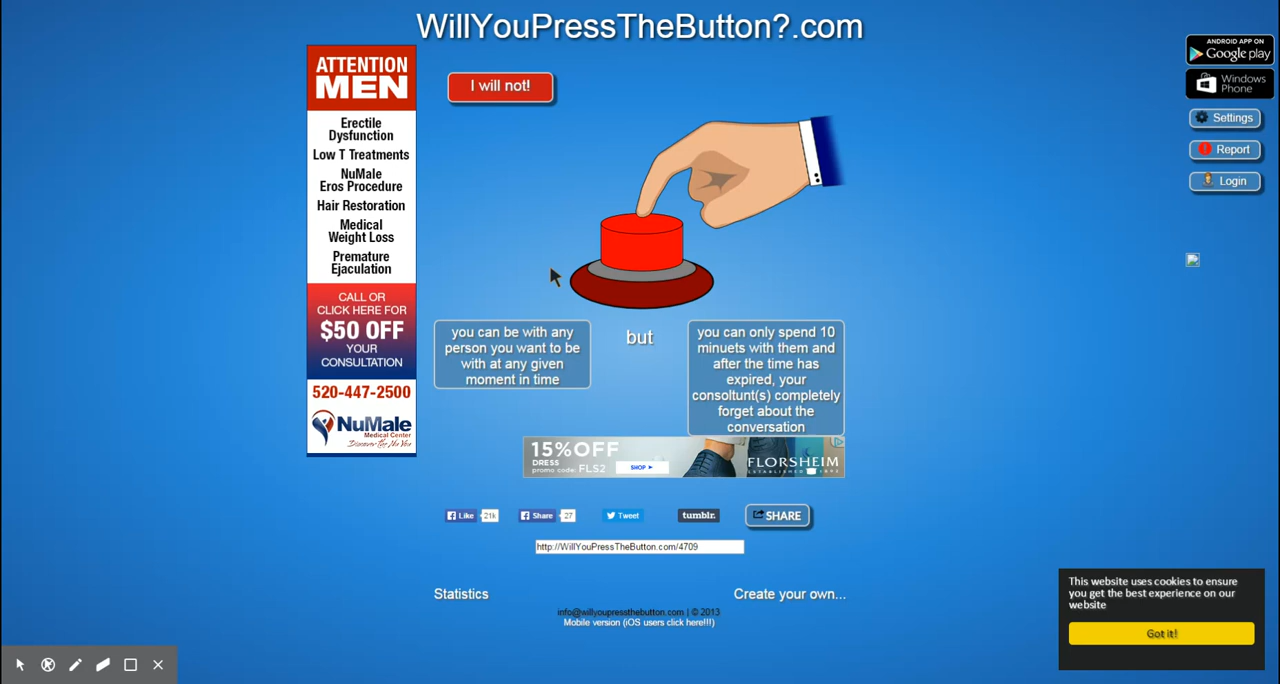 WillYouPressTheButton?.com
ATTENTION
MEN
Erectile
Dysfunction
Low T Treatments
NuMale
Eros Procedure
Hair Restoration
Medical
Weight Loss
Premature
Ejaculation
CALL OR
CLICK HERE FOR
$50 OFF
YOUR
CONSULTATION
520-447-2500
NuMale
Medical Center
Discover the Nu You
I will not!
ANDROID APP ON
Google play
Windows
Phone
Settings
Report
Login
you can be with any
person you want to be
with at any given
moment in time
but
you can only spend 10
minuets with them and
after the time has
expired, your
consoltunt(s) completely
forget about the
conversation
15%OFF
DRESS
promo code: FLS2
SHOP
FLORSHEIM
Like 21k
Share 27
Tweet
tumblr.
SHARE
http://WillYouPressTheButton.com/4709
Statistics
Create your own...
info@willyoupressthebutton.com | © 2013
Mobile version (iOS users click here!!!)
This website uses cookies to ensure
you get the best experience on our
website
Got it!